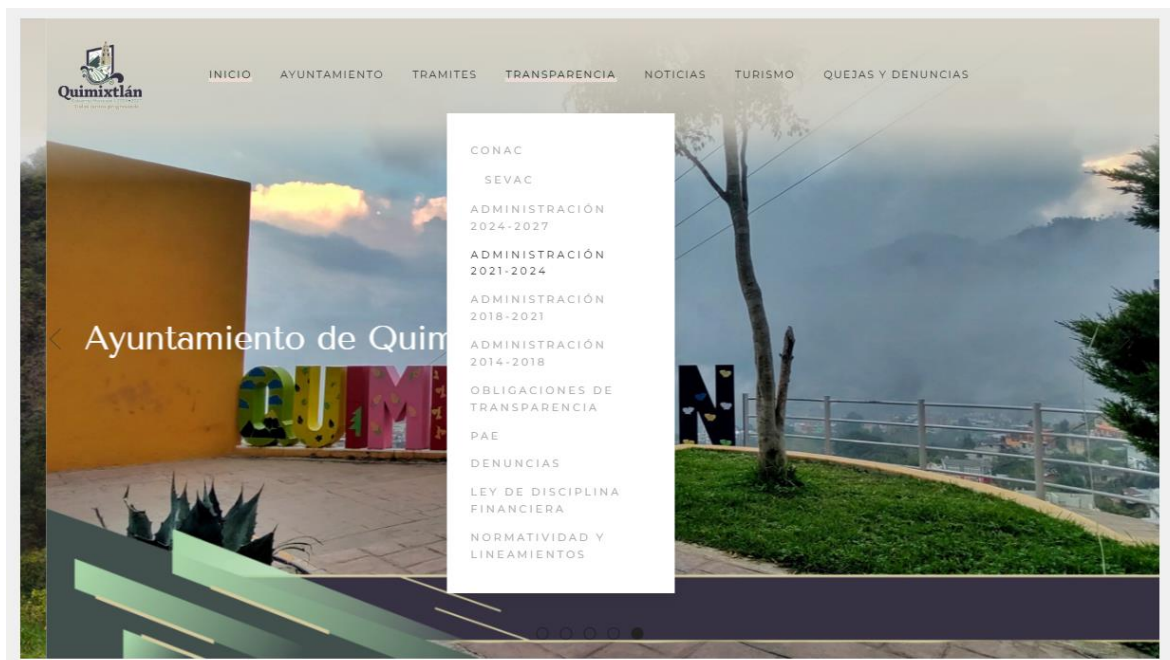 Quimixtlán
INICIO AYUNTAMIENTO TRAMITES TRANSPARENCIA NOTICIAS TURISMO QUEJAS Y DENUNCIAS
CONAC
SEVAC
ADMINISTRACIÓN
2024-2027
ADMINISTRACIÓN
2021-2024
ADMINISTRACIÓN
2018-2021
ADMINISTRACIÓN
2014-2018
OBLIGACIONES DE
TRANSPARENCIA
PAE
DENUNCIAS
LEY DE DISCIPLINA
FINANCIERA
NORMATIVIDAD Y
LINEAMIENTOS
Ayuntamiento de Quim
QUIM N